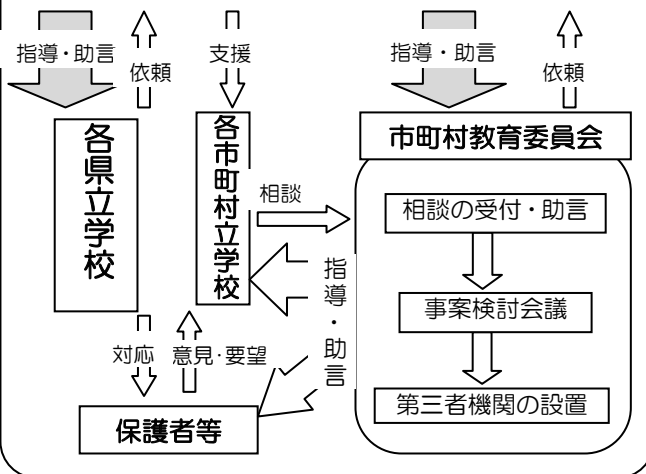 指導・助言
依頼
支援
指導・助言
依頼
各県立学校
各市町村立学校
市町村教育委員会
相談
相談の受付・助言
事案検討会議
第三者機関の設置
指導・助言
対応
意見・要望
保護者等